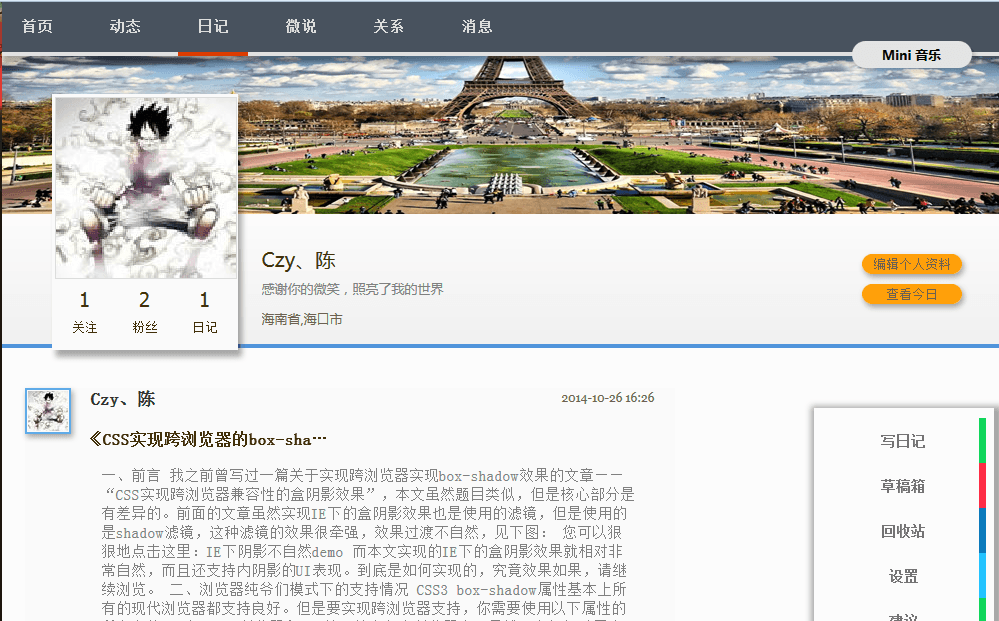 首页 动态 日记 微说 关系 消息
Mini 音乐
Czy、陈
感谢你的微笑，照亮了我的世界
海南省,海口市
编辑个人资料
查看今日
1 2 1
关注 粉丝 日记
Czy、陈 2014-10-26 16:26
《CSS实现跨浏览器的box-sha…
一、前言 我之前曾写过一篇关于实现跨浏览器实现box-shadow效果的文章——
“CSS实现跨浏览器兼容性的盒阴影效果”，本文虽然题目类似，但是核心部分是
有差异的。前面的文章虽然实现IE下的盒阴影效果也是使用的滤镜，但是使用的
是shadow滤镜，这种滤镜的效果很牵强，效果过渡不自然，见下图： 您可以狠
狠地点击这里：IE下阴影不自然demo 而本文实现的IE下的盒阴影效果就相对非
常自然，而且还支持内阴影的UI表现。到底是如何实现的，究竟效果如果，请继
续浏览。 二、浏览器纯爷们模式下的支持情况 CSS3 box-shadow属性基本上所
有的现代浏览器都支持良好。但是要实现跨浏览器支持，你需要使用以下属性的
写日记
草稿箱
回收站
设置
建议